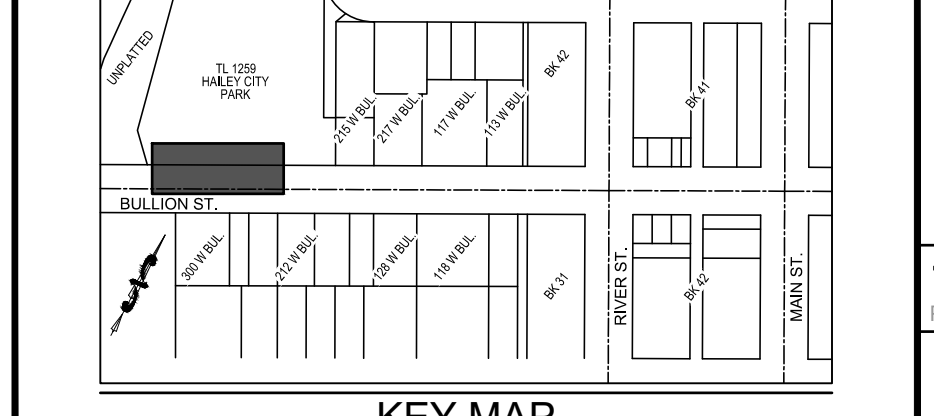 UNPLATTED
TL 1259
HAILEY CITY
PARK
215 W BUL.
217 W BUL.
117 W BUL.
113 W BUL.
BK 42
BK 41
BULLION ST.
300 W BUL.
212 W BUL.
128 W BUL.
118 W BUL.
BK 31
RIVER ST.
BK 42
MAIN ST.
KEY MAP